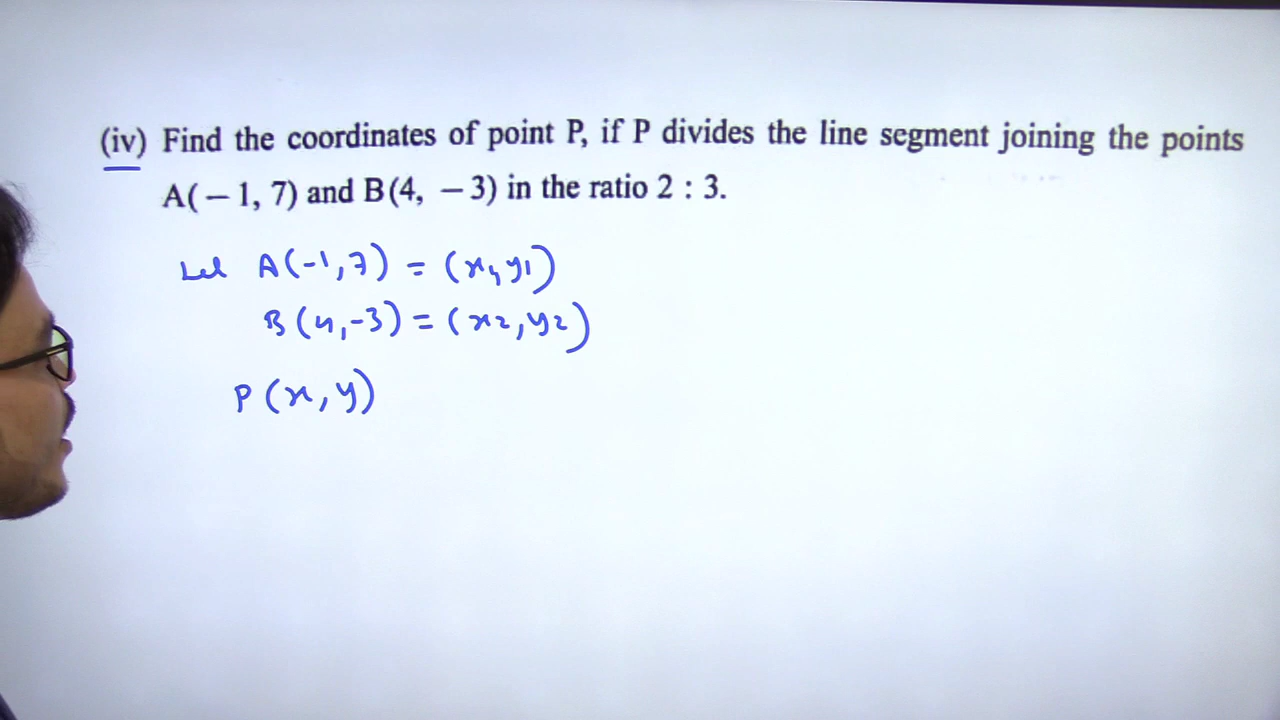 (iv) Find the coordinates of point P, if P divides the line segment joining the points
A(– 1, 7) and B(4, – 3) in the ratio 2 : 3.
Let A(-1,7) = (x1, y1)
B(4,-3) = (x2, y2)
P(x, y)